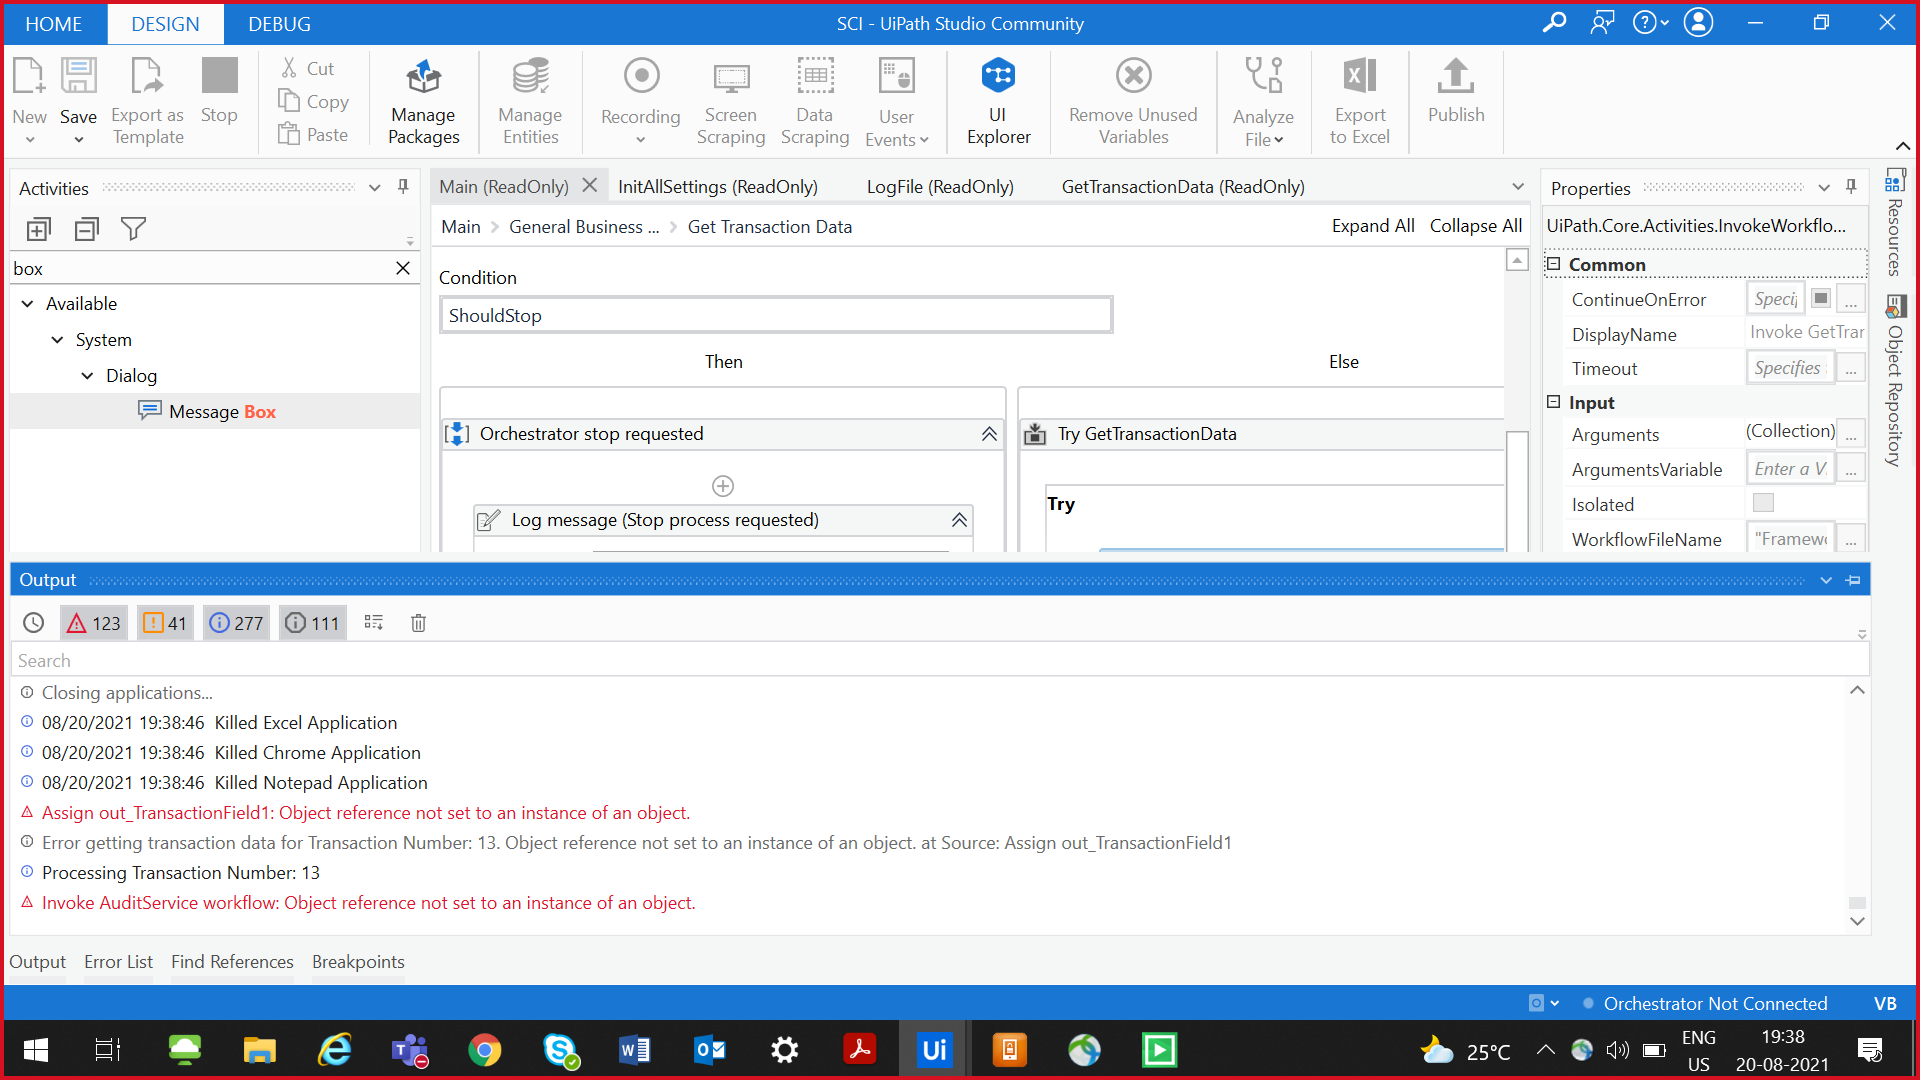 HOME
DESIGN
DEBUG
SCI - UiPath Studio Community
New
Save
Export as Template
Stop
Cut
Copy
Paste
Manage Packages
Manage Entities
Recording
Screen Scraping
Data Scraping
User Events
UI Explorer
Remove Unused Variables
Analyze File
Export to Excel
Publish
Activities
box
Available
System
Dialog
Message Box
Main (ReadOnly)
InitAllSettings (ReadOnly)
LogFile (ReadOnly)
GetTransactionData (ReadOnly)
Main > General Business ... > Get Transaction Data
Expand All
Collapse All
Condition
ShouldStop
Then
Else
Orchestrator stop requested
Try GetTransactionData
Log message (Stop process requested)
Try
Properties
UiPath.Core.Activities.InvokeWorkflo...
Common
ContinueOnError
Speci
...
DisplayName
Invoke GetTrar
Timeout
Specifies
...
Input
Arguments
(Collection)
...
ArgumentsVariable
Enter a V
...
Isolated
WorkflowFileName
"Framew
...
Resources
Object Repository
Output
123
41
277
111
Search
Closing applications...
08/20/2021 19:38:46 Killed Excel Application
08/20/2021 19:38:46 Killed Chrome Application
08/20/2021 19:38:46 Killed Notepad Application
Assign out_TransactionField1: Object reference not set to an instance of an object.
Error getting transaction data for Transaction Number: 13. Object reference not set to an instance of an object. at Source: Assign out_TransactionField1
Processing Transaction Number: 13
Invoke AuditService workflow: Object reference not set to an instance of an object.
Output
Error List
Find References
Breakpoints
Orchestrator Not Connected
VB
Ui
25°C
ENG
US
19:38
20-08-2021